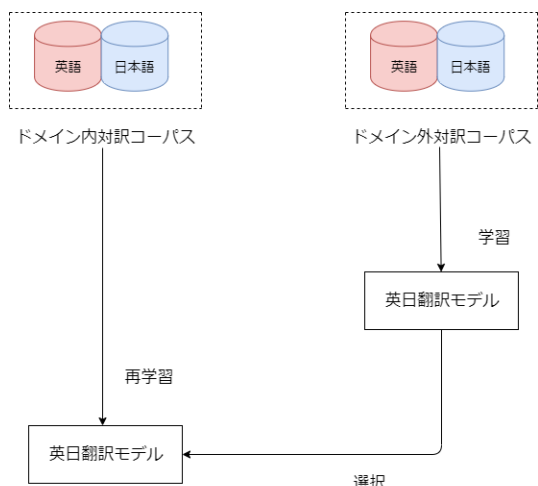 英語
日本語
英語
日本語
ドメイン内対訳コーパス
ドメイン外対訳コーパス
学習
英日翻訳モデル
再学習
英日翻訳モデル
選択